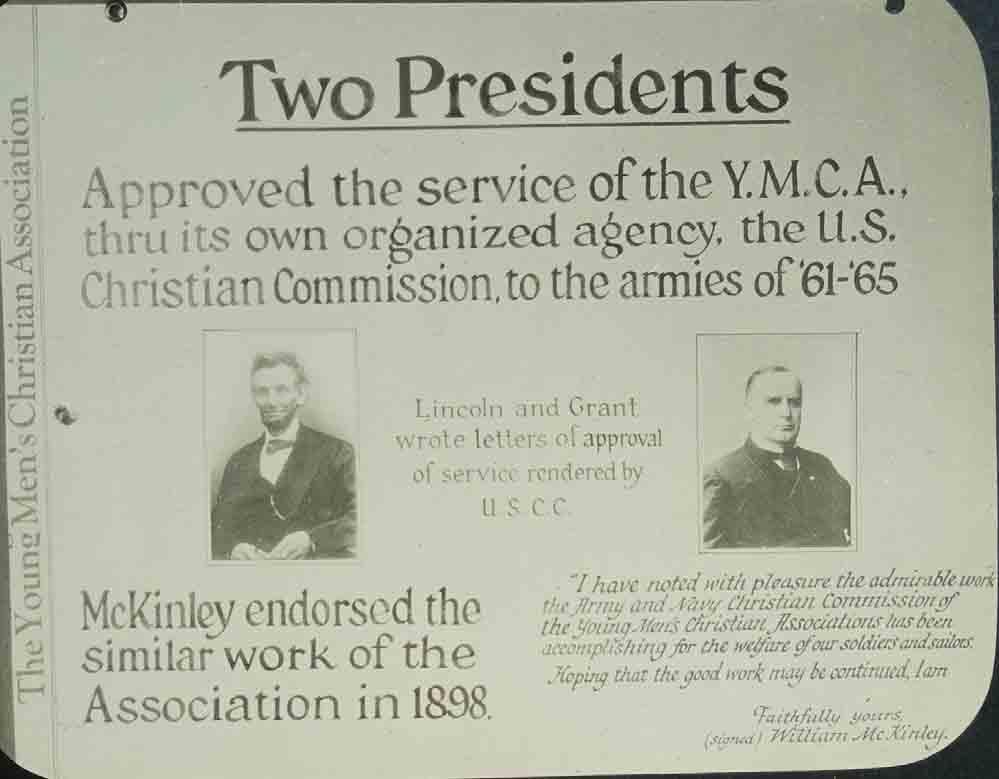 The Young Men's Christian Association
Two Presidents
Approved the service of the Y.M.C.A.,
thru its own organized agency, the U.S.
Christian Commission, to the armies of '61-'65
Lincoln and Grant
wrote letters of approval
of service rendered by
U.S.C.C.
McKinley endorsed the
similar work of the
Association in 1898.
"I have noted with pleasure the admirable work
the Army and Navy Christian Commission of
the Young Men's Christian Associations has been
accomplishing for the welfare of our soldiers and sailors.
Hoping that the good work may be continued, I am
Faithfully yours,
(signed) William McKinley.